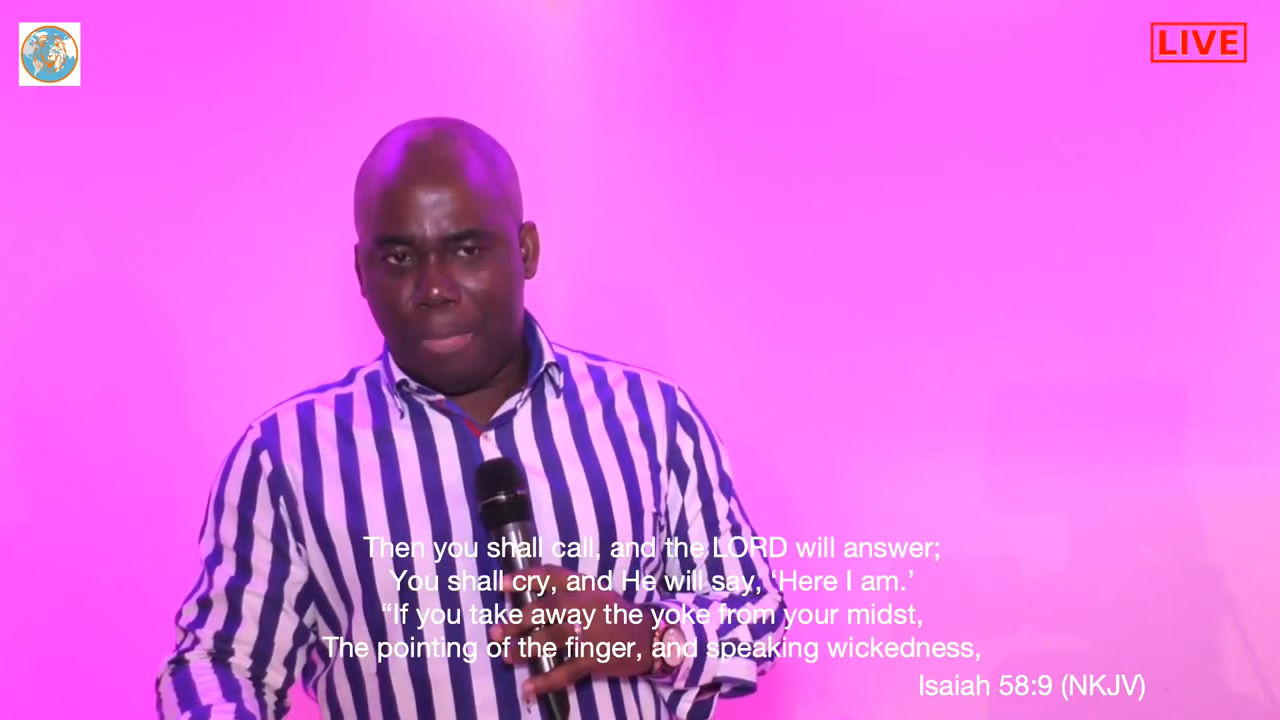 LIVE
Then you shall call, and the LORD will answer;
You shall cry, and He will say, ‘Here I am.’
“If you take away the yoke from your midst,
The pointing of the finger, and speaking wickedness,
Isaiah 58:9 (NKJV)